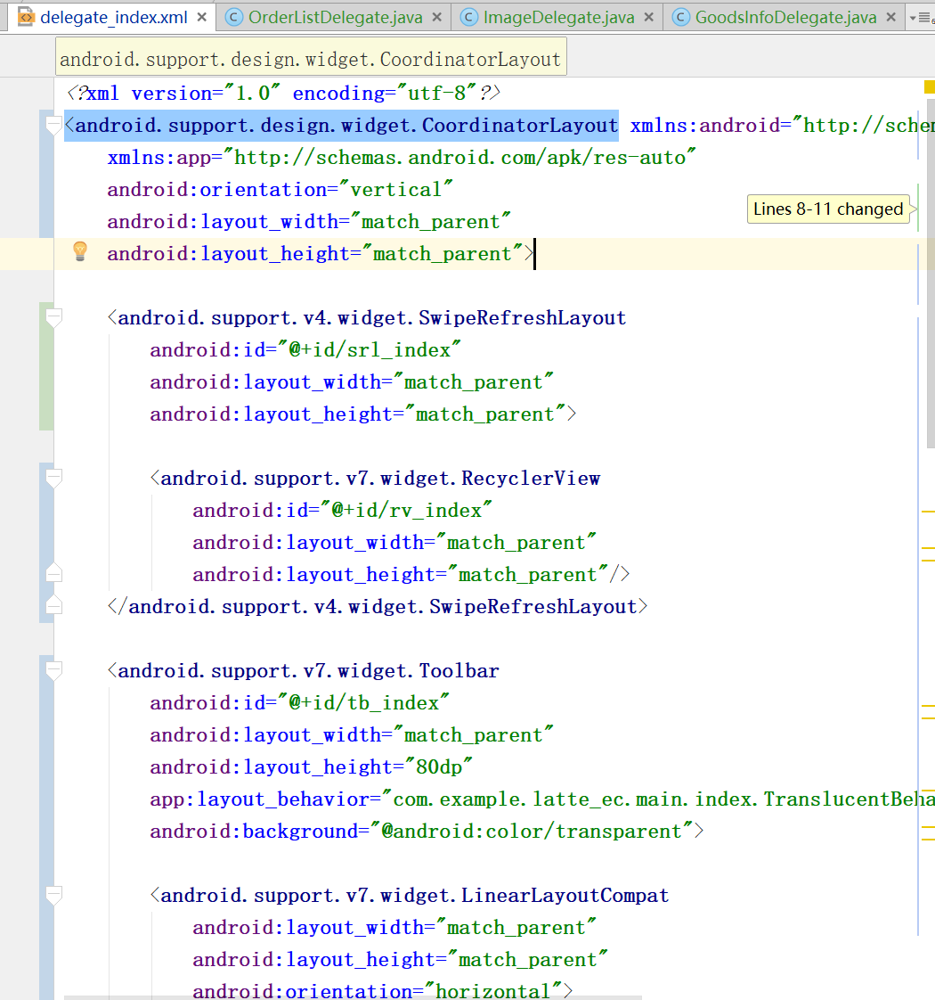 delegate_index.xml OrderListDelegate.java ImageDelegate.java GoodsInfoDelegate.java
android.support.design.widget.CoordinatorLayout
<?xml version="1.0" encoding="utf-8"?>
<android.support.design.widget.CoordinatorLayout xmlns:android="http://schem
xmlns:app="http://schemas.android.com/apk/res-auto"
android:orientation="vertical"
Lines 8-11 changed
android:layout_width="match_parent"
android:layout_height="match_parent">
<android.support.v4.widget.SwipeRefreshLayout
android:id="@+id/srl_index"
android:layout_width="match_parent"
android:layout_height="match_parent">
<android.support.v7.widget.RecyclerView
android:id="@+id/rv_index"
android:layout_width="match_parent"
android:layout_height="match_parent"/>
</android.support.v4.widget.SwipeRefreshLayout>
<android.support.v7.widget.Toolbar
android:id="@+id/tb_index"
android:layout_width="match_parent"
android:layout_height="80dp"
app:layout_behavior="com.example.latte_ec.main.index.TranslucentBeha
android:background="@android:color/transparent">
<android.support.v7.widget.LinearLayoutCompat
android:layout_width="match_parent"
android:layout_height="match_parent"
android:orientation="horizontal">